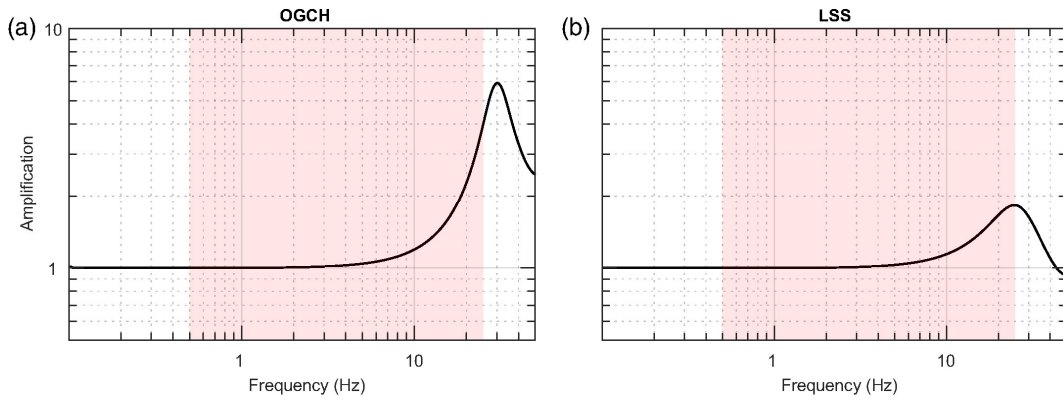 (a)
OGCH
10
1
Amplification
1
10
Frequency (Hz)
(b)
LSS
1
10
Frequency (Hz)